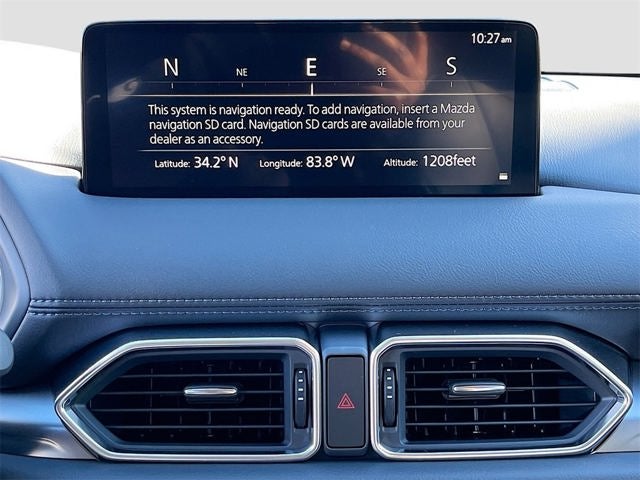 10:27 am
N NE E SE S
This system is navigation ready. To add navigation, insert a Mazda
navigation SD card. Navigation SD cards are available from your
dealer as an accessory.
Latitude: 34.2° N Longitude: 83.8° W Altitude: 1208feet